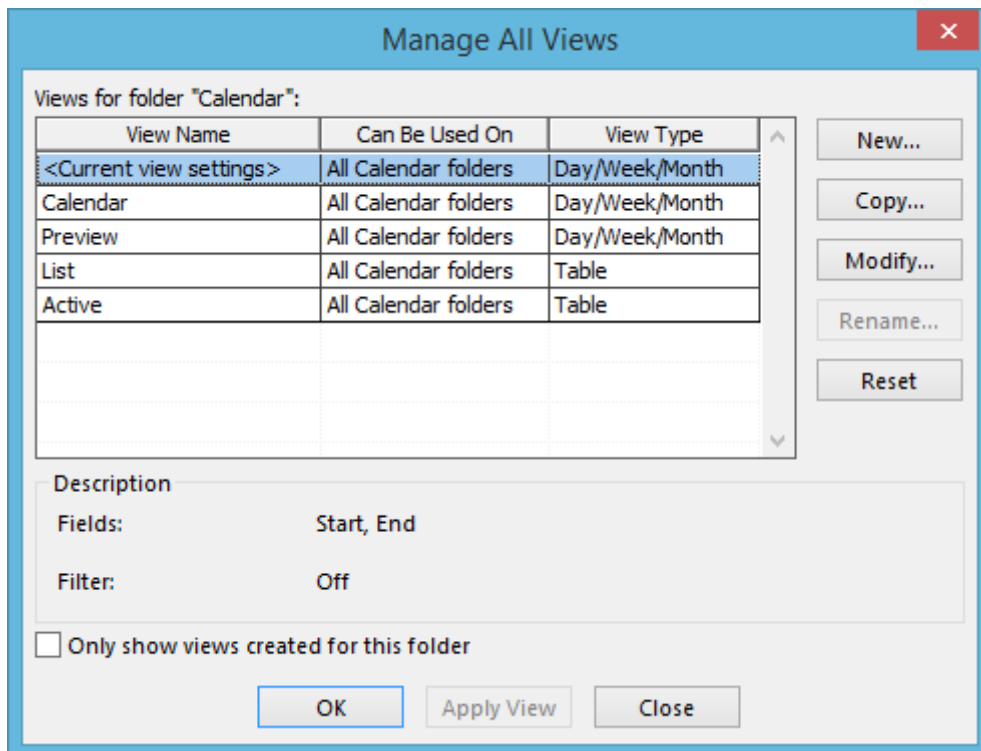 Manage All Views
Views for folder "Calendar":
View Name Can Be Used On View Type
<Current view settings> All Calendar folders Day/Week/Month
Calendar All Calendar folders Day/Week/Month
Preview All Calendar folders Day/Week/Month
List All Calendar folders Table
Active All Calendar folders Table
New...
Copy...
Modify...
Rename...
Reset
Description
Fields: Start, End
Filter: Off
Only show views created for this folder
OK Apply View Close